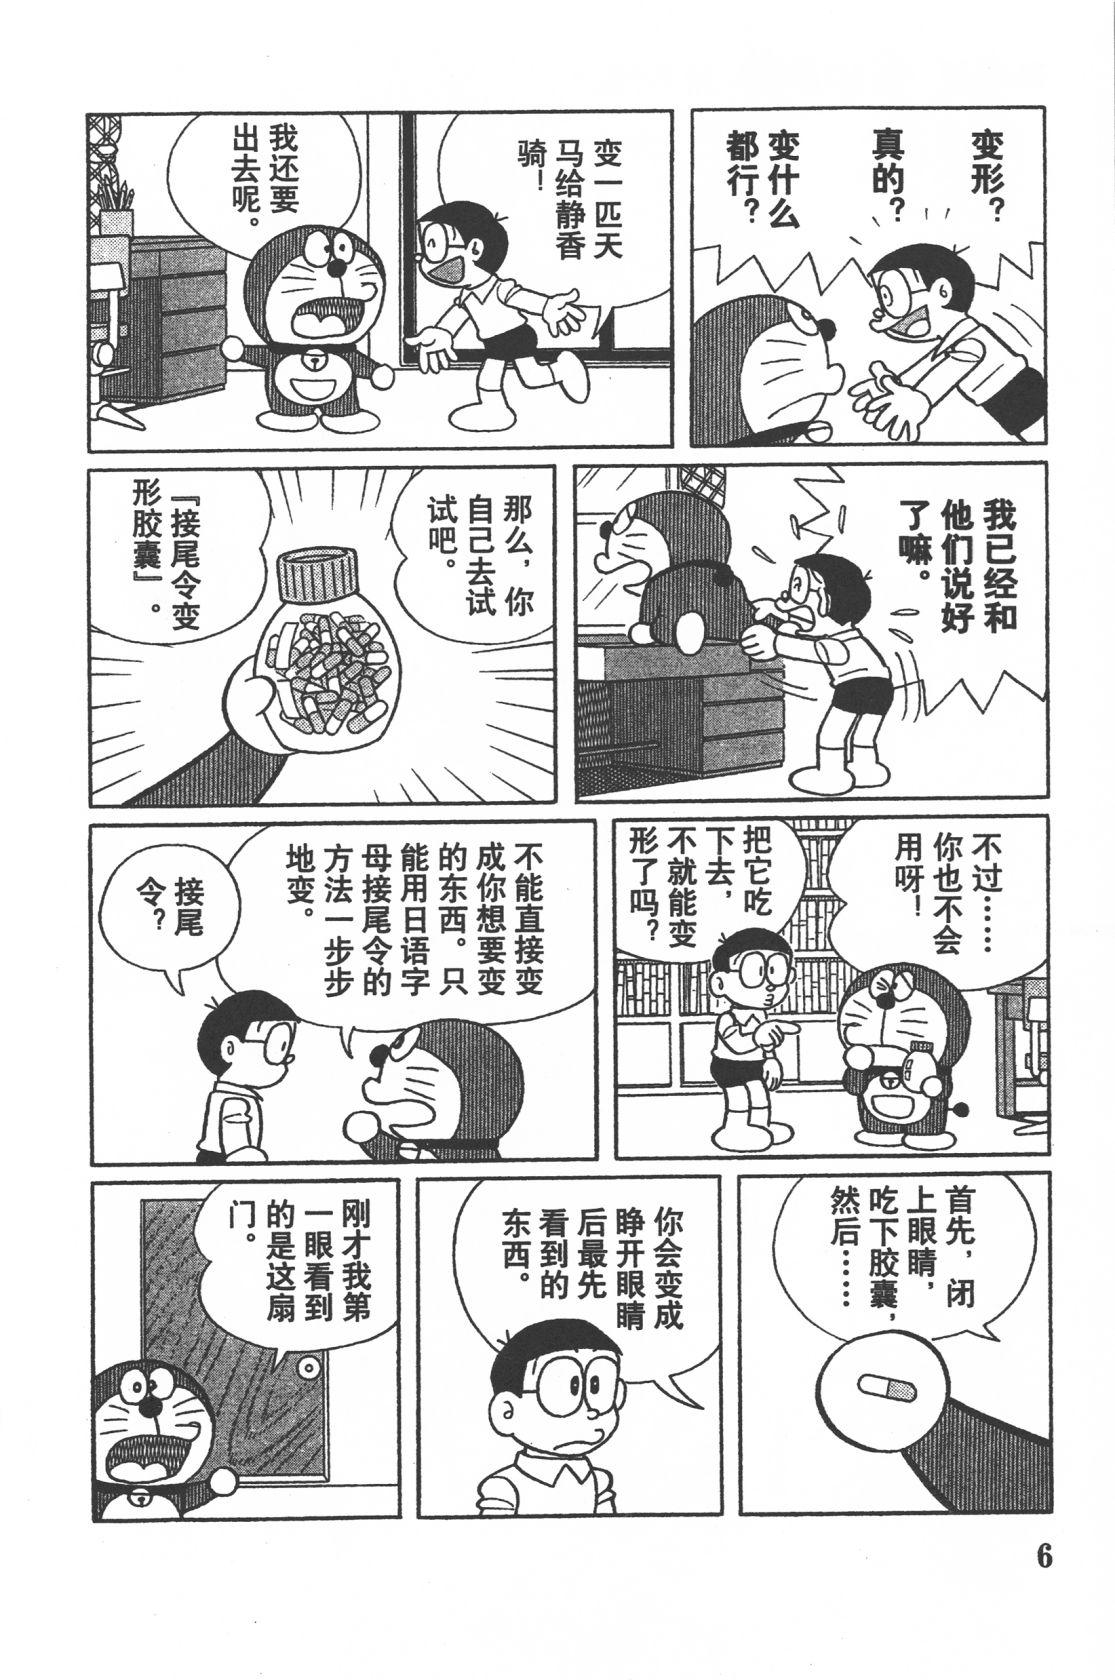 变形？
真的？
变什么
都行？
变一匹天
马给静香
骑！
我还要
出去呢。
我已经和
他们说好
了嘛。
那么，你
自己去试
试吧。
『接尾令变
形胶囊』。
不过……
你也不会
用呀！
把它吃
下去，
不就能变
形了吗？
不能直接变
成你想要变
的东西。只
能用日语字
母接尾令的
方法一步步
地变。
接尾
令？
首先，闭
上眼睛，
吃下胶囊，
然后……
你会变成
睁开眼睛
后最先
看到的
东西。
刚才我第
一眼看到
的是这扇
门。
6